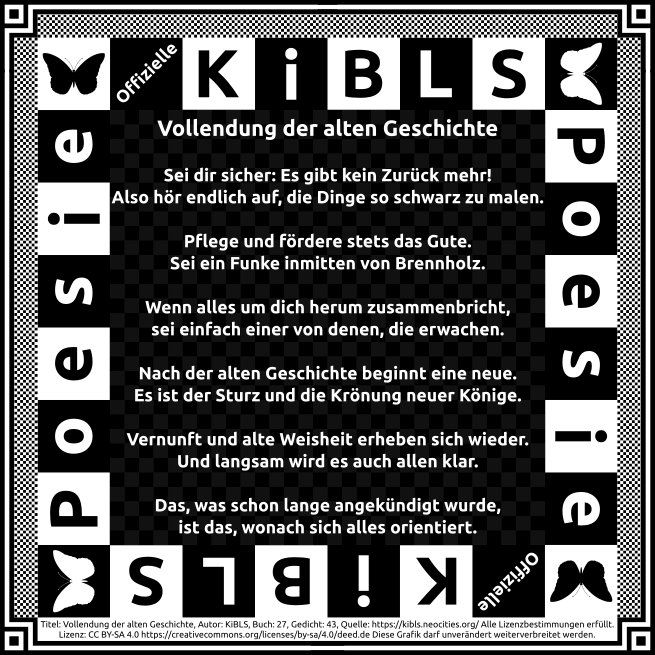 Offizielle KiBLS
Poesie
Poesie
Vollendung der alten Geschichte
Sei dir sicher: Es gibt kein Zurück mehr!
Also hör endlich auf, die Dinge so schwarz zu malen.
Pflege und fördere stets das Gute.
Sei ein Funke inmitten von Brennholz.
Wenn alles um dich herum zusammenbricht,
sei einfach einer von denen, die erwachen.
Nach der alten Geschichte beginnt eine neue.
Es ist der Sturz und die Krönung neuer Könige.
Vernunft und alte Weisheit erheben sich wieder.
Und langsam wird es auch allen klar.
Das, was schon lange angekündigt wurde,
ist das, wonach sich alles orientiert.
Offizielle KiBLS
Titel: Vollendung der alten Geschichte, Autor: KiBLS, Buch: 27, Gedicht: 43, Quelle: https://kibls.neocities.org/ Alle Lizenzbestimmungen erfüllt.
Lizenz: CC BY-SA 4.0 https://creativecommons.org/licenses/by-sa/4.0/deed.de Diese Grafik darf unverändert weiterverbreitet werden.